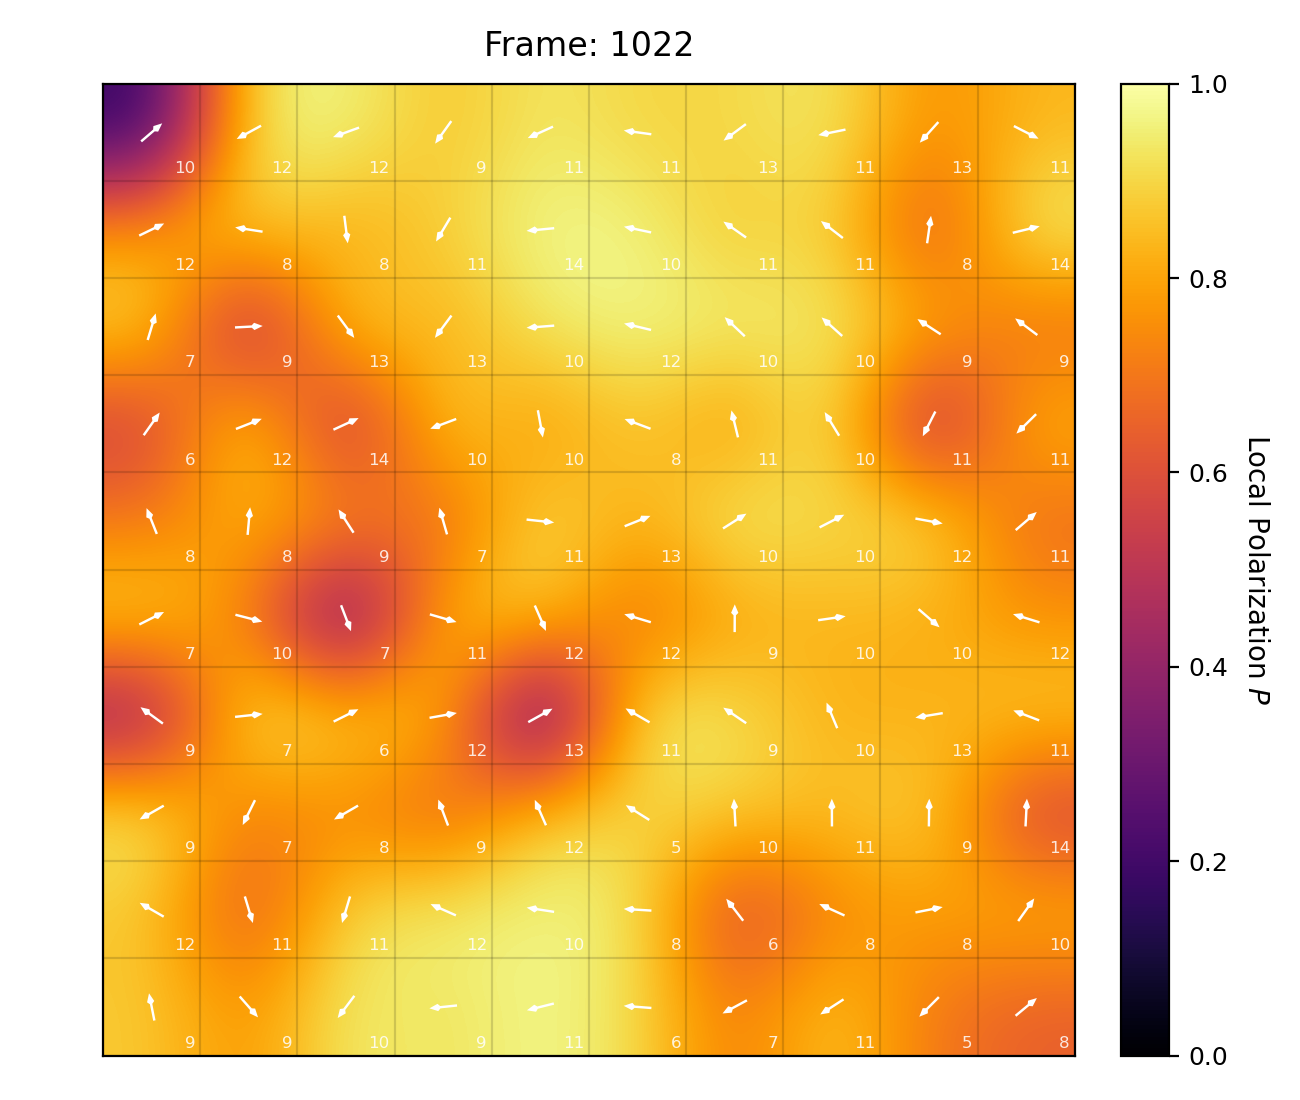 Frame: 1022
10 12 12 9 11 11 13 11 13 11
12 8 8 11 14 10 11 11 8 14
7 9 13 13 10 12 10 10 9 9
6 12 14 10 10 8 11 10 11 11
8 8 9 7 11 13 10 10 12 11
7 10 7 11 12 12 9 10 10 12
9 7 6 12 13 11 9 10 13 11
9 7 8 9 12 5 10 11 9 14
12 11 11 12 10 8 6 8 8 10
9 9 10 9 11 6 7 11 5 8
1.0
0.8
0.6
0.4
0.2
0.0
Local Polarization P